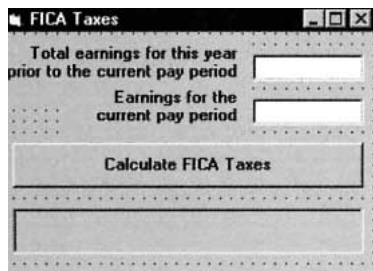 FICA Taxes
Total earnings for this year
prior to the current pay period
Earnings for the
current pay period
Calculate FICA Taxes